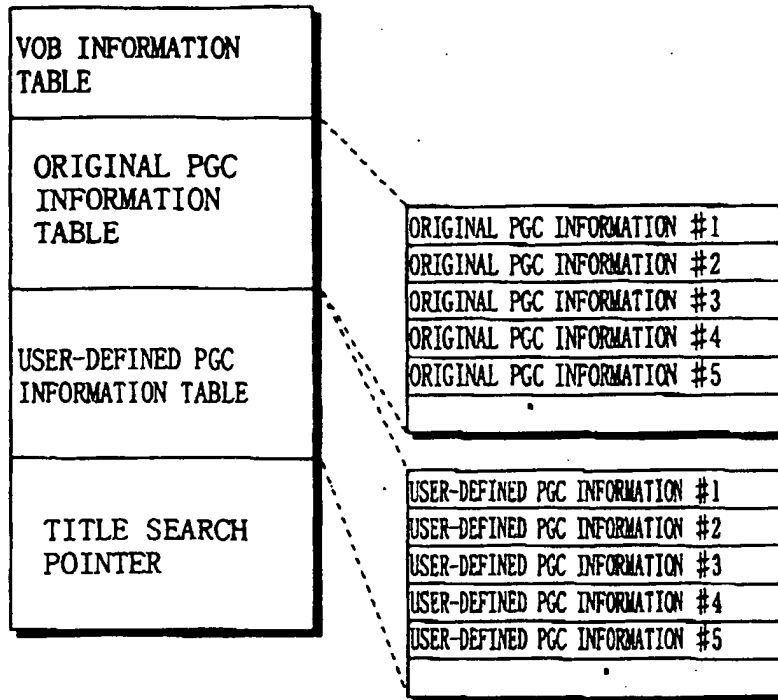 VOB INFORMATION
TABLE
ORIGINAL PGC
INFORMATION
TABLE
USER-DEFINED PGC
INFORMATION TABLE
TITLE SEARCH
POINTER
ORIGINAL PGC INFORMATION #1
ORIGINAL PGC INFORMATION #2
ORIGINAL PGC INFORMATION #3
ORIGINAL PGC INFORMATION #4
ORIGINAL PGC INFORMATION #5
USER-DEFINED PGC INFORMATION #1
USER-DEFINED PGC INFORMATION #2
USER-DEFINED PGC INFORMATION #3
USER-DEFINED PGC INFORMATION #4
USER-DEFINED PGC INFORMATION #5